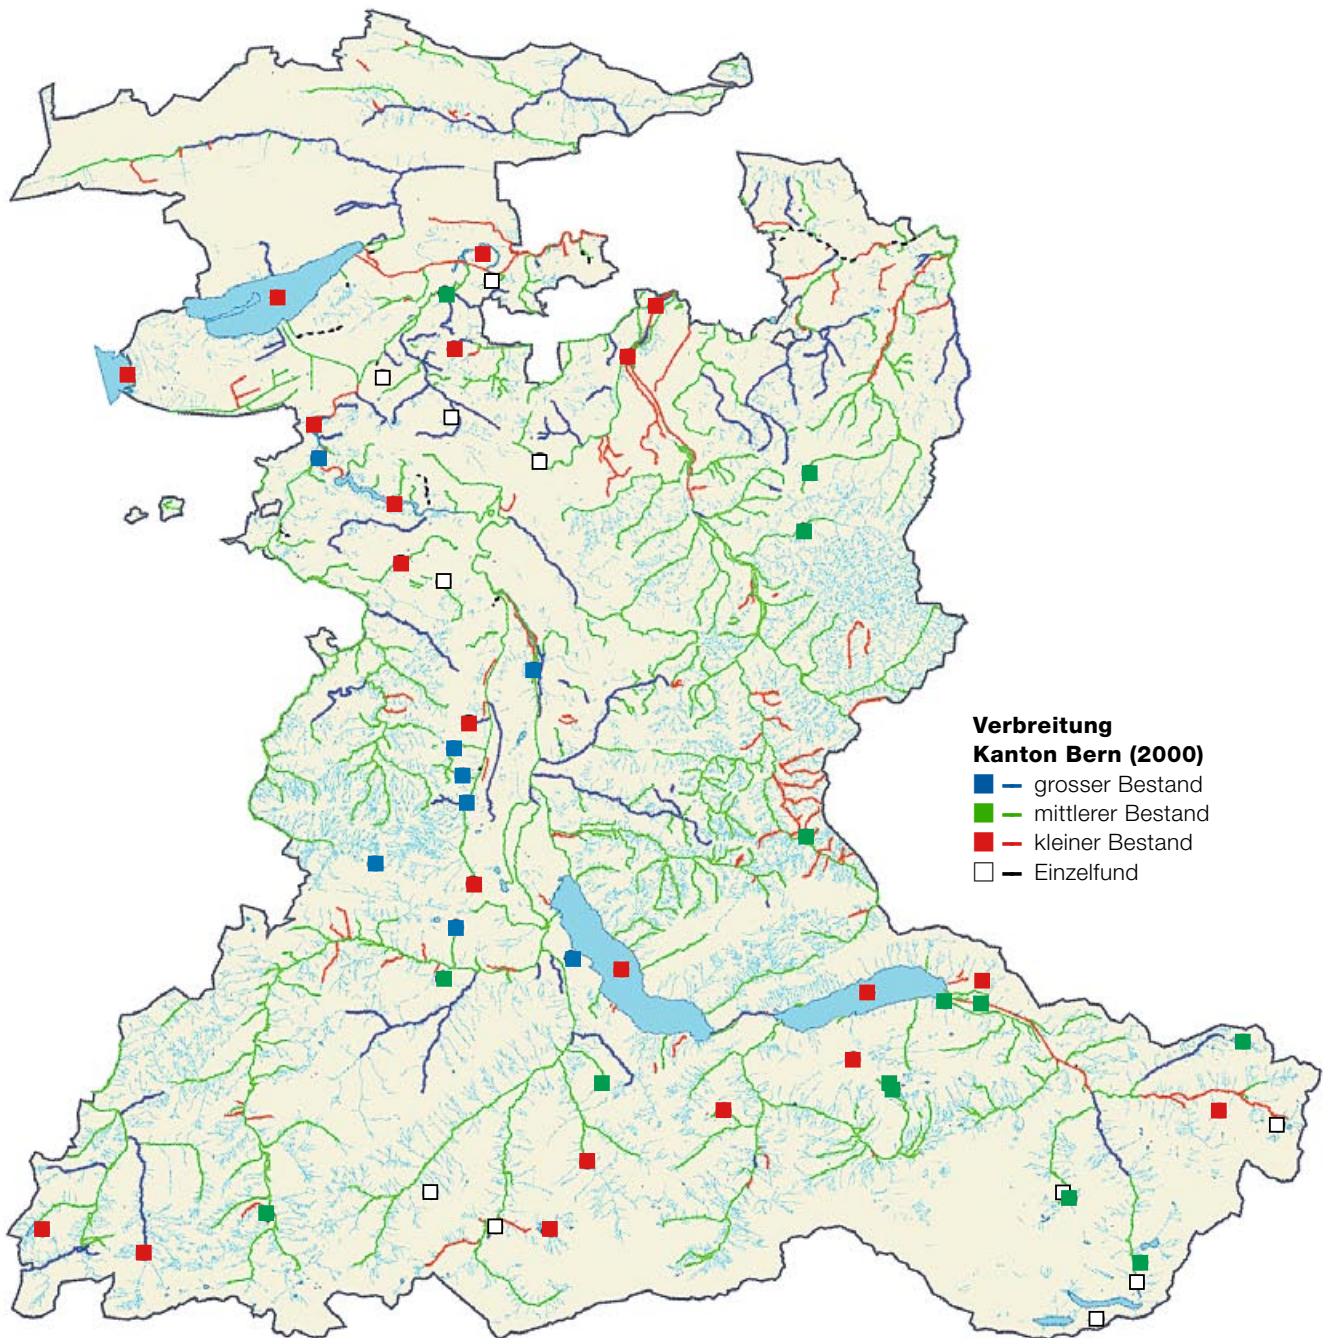 Verbreitung
Kanton Bern (2000)
grosser Bestand
mittlerer Bestand
kleiner Bestand
Einzelfund